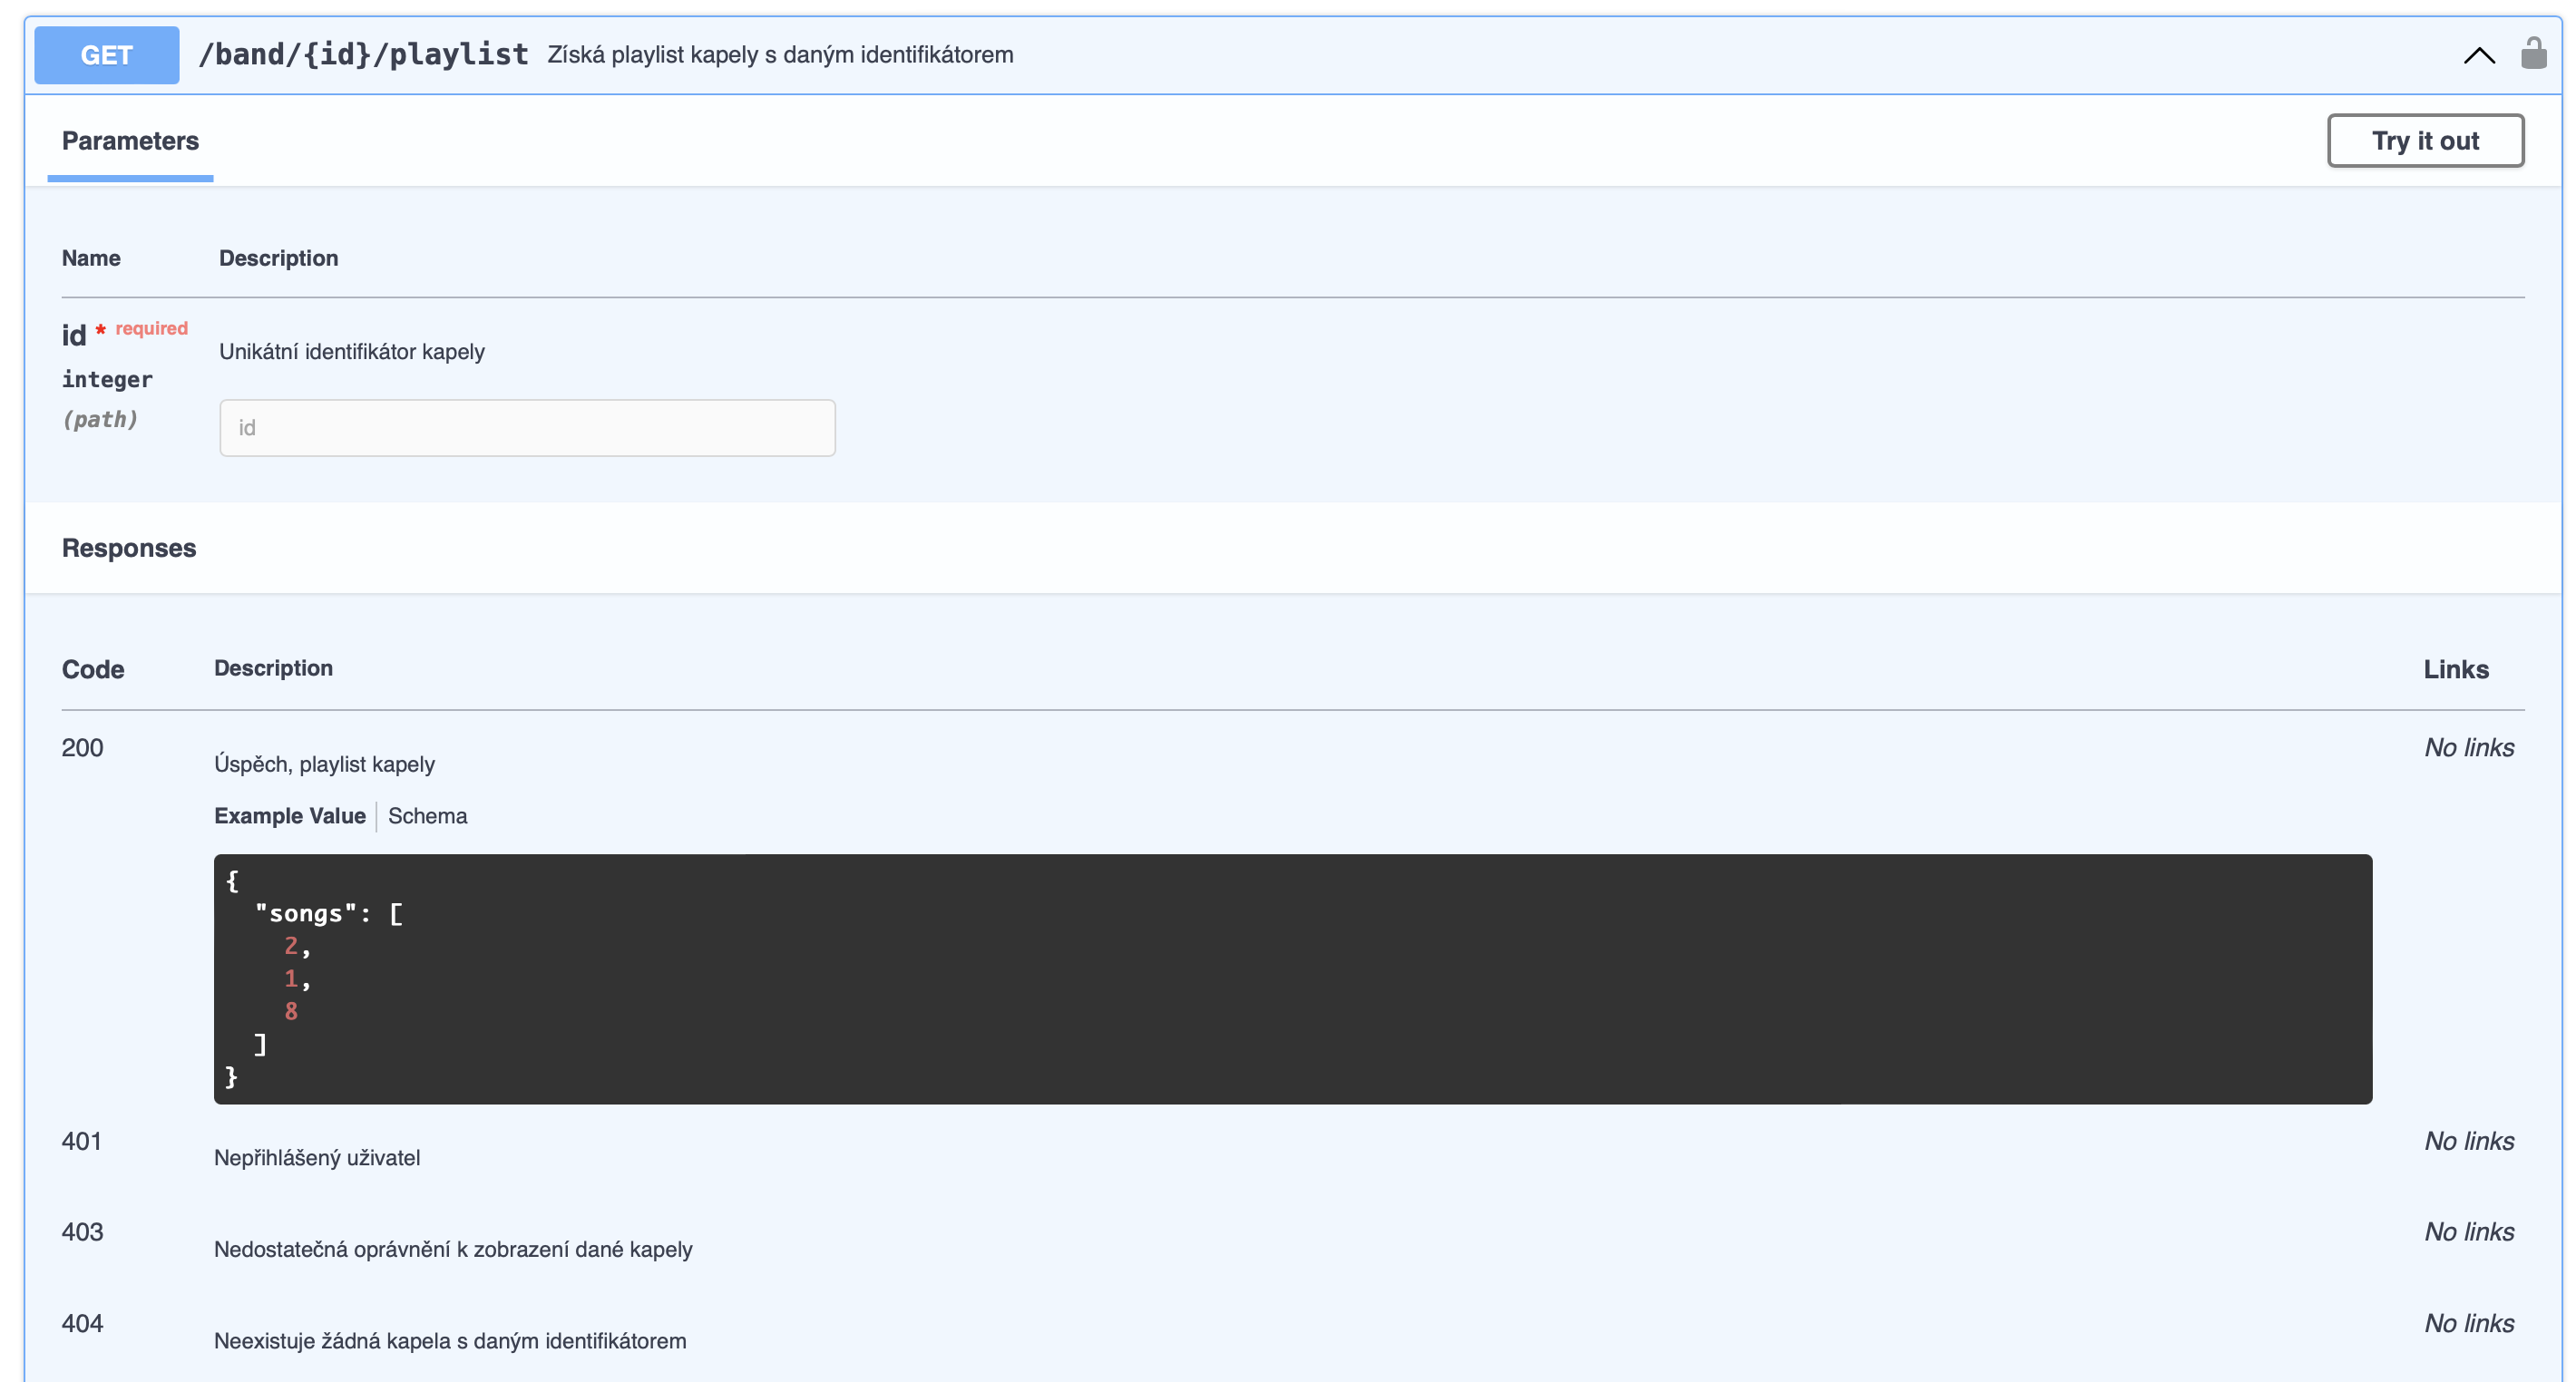 GET /band/{id}/playlist Získá playlist kapely s daným identifikátorem
Parameters
Try it out
Name Description
id * required
integer
(path)
Unikátní identifikátor kapely
id
Responses
Code Description Links
200
Úspěch, playlist kapely
No links
Example Value Schema
{
  "songs": [
    2,
    1,
    8
  ]
}
401 Nepřihlášený uživatel No links
403 Nedostatečná oprávnění k zobrazení dané kapely No links
404 Neexistuje žádná kapela s daným identifikátorem No links